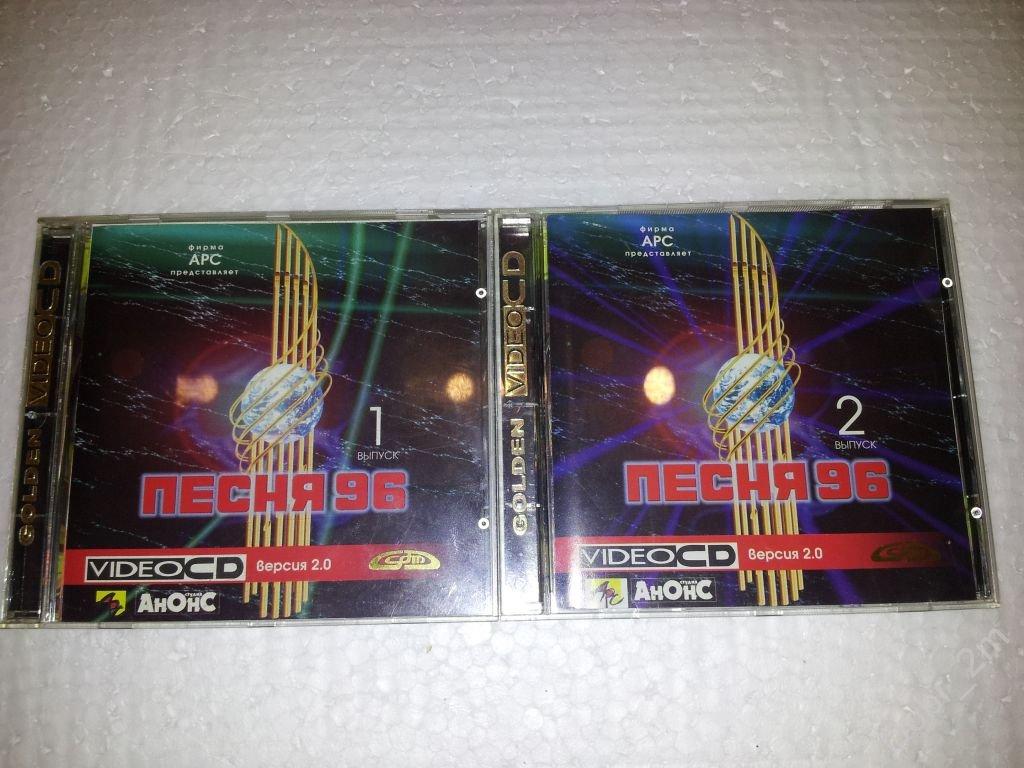 GOLDEN VIDEO CD
фирма
АРС
представляет
1
ВЫПУСК
ПЕСНЯ 96
VIDEO CD версия 2.0
студия
АнОнС
GOLDEN VIDEO CD
фирма
АРС
представляет
2
ВЫПУСК
ПЕСНЯ 96
VIDEO CD версия 2.0
студия
АнОнС